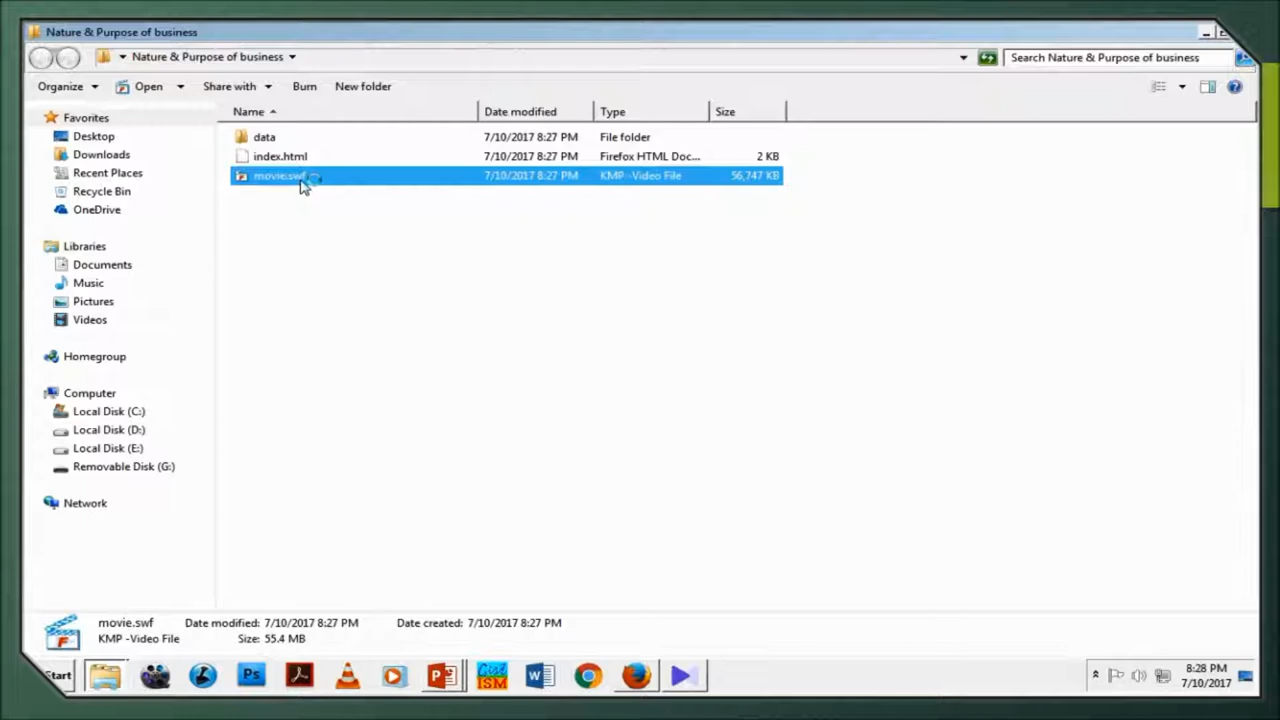 Nature & Purpose of business
Nature & Purpose of business
Search Nature & Purpose of business
Organize Open Share with Burn New folder
Name Date modified Type Size
Favorites
Desktop
Downloads
Recent Places
Recycle Bin
OneDrive
Libraries
Documents
Music
Pictures
Videos
Homegroup
Computer
Local Disk (C:)
Local Disk (D:)
Local Disk (E:)
Removable Disk (G:)
Network
data 7/10/2017 8:27 PM File folder
index.html 7/10/2017 8:27 PM Firefox HTML Doc... 2 KB
movie.swf 7/10/2017 8:27 PM KMP -Video File 56,747 KB
movie.swf Date modified: 7/10/2017 8:27 PM Date created: 7/10/2017 8:27 PM
KMP -Video File Size: 55.4 MB
Start
Ps
ISM
8:28 PM
7/10/2017